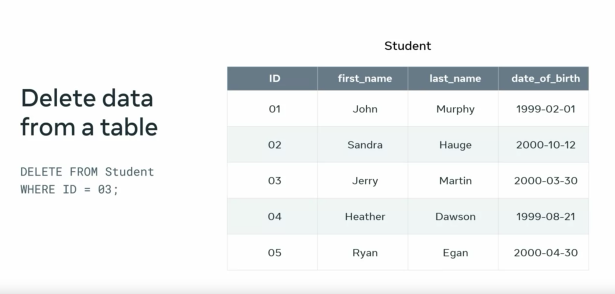 Student
Delete data
from a table
DELETE FROM Student
WHERE ID = 03;
ID first_name last_name date_of_birth
01 John Murphy 1999-02-01
02 Sandra Hauge 2000-10-12
03 Jerry Martin 2000-03-30
04 Heather Dawson 1999-08-21
05 Ryan Egan 2000-04-30